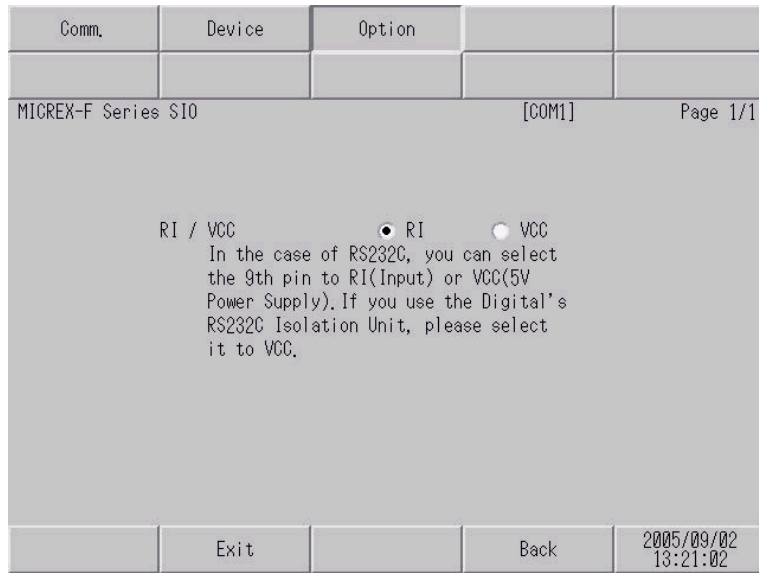 Comm. Device Option
MICREX-F Series SIO [COM1] Page 1/1
RI / VCC RI VCC
In the case of RS232C, you can select
the 9th pin to RI(Input) or VCC(5V
Power Supply).If you use the Digital's
RS232C Isolation Unit, please select
it to VCC.
Exit Back 2005/09/02
13:21:02